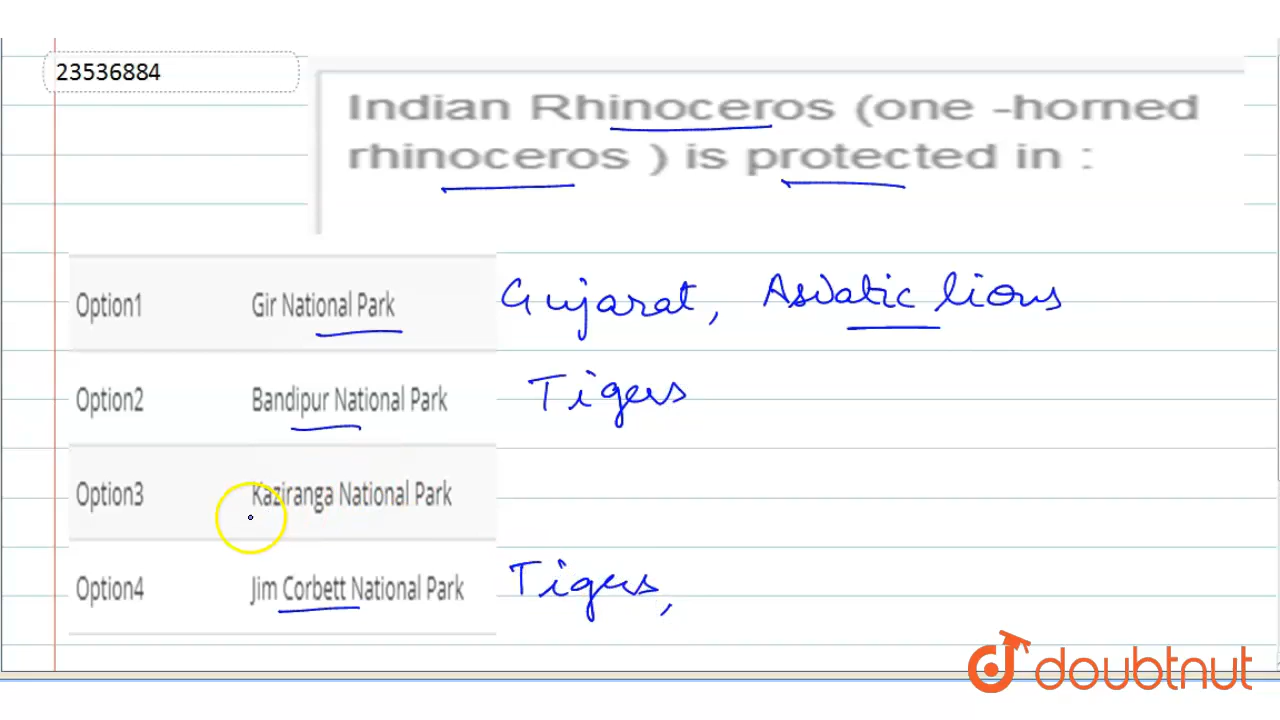 23536884
Indian Rhinoceros (one -horned
rhinoceros ) is protected in :
Option1 Gir National Park Gujarat, Asiatic lions
Option2 Bandipur National Park Tigers
Option3 Kaziranga National Park
Option4 Jim Corbett National Park Tigers,
doubtnut